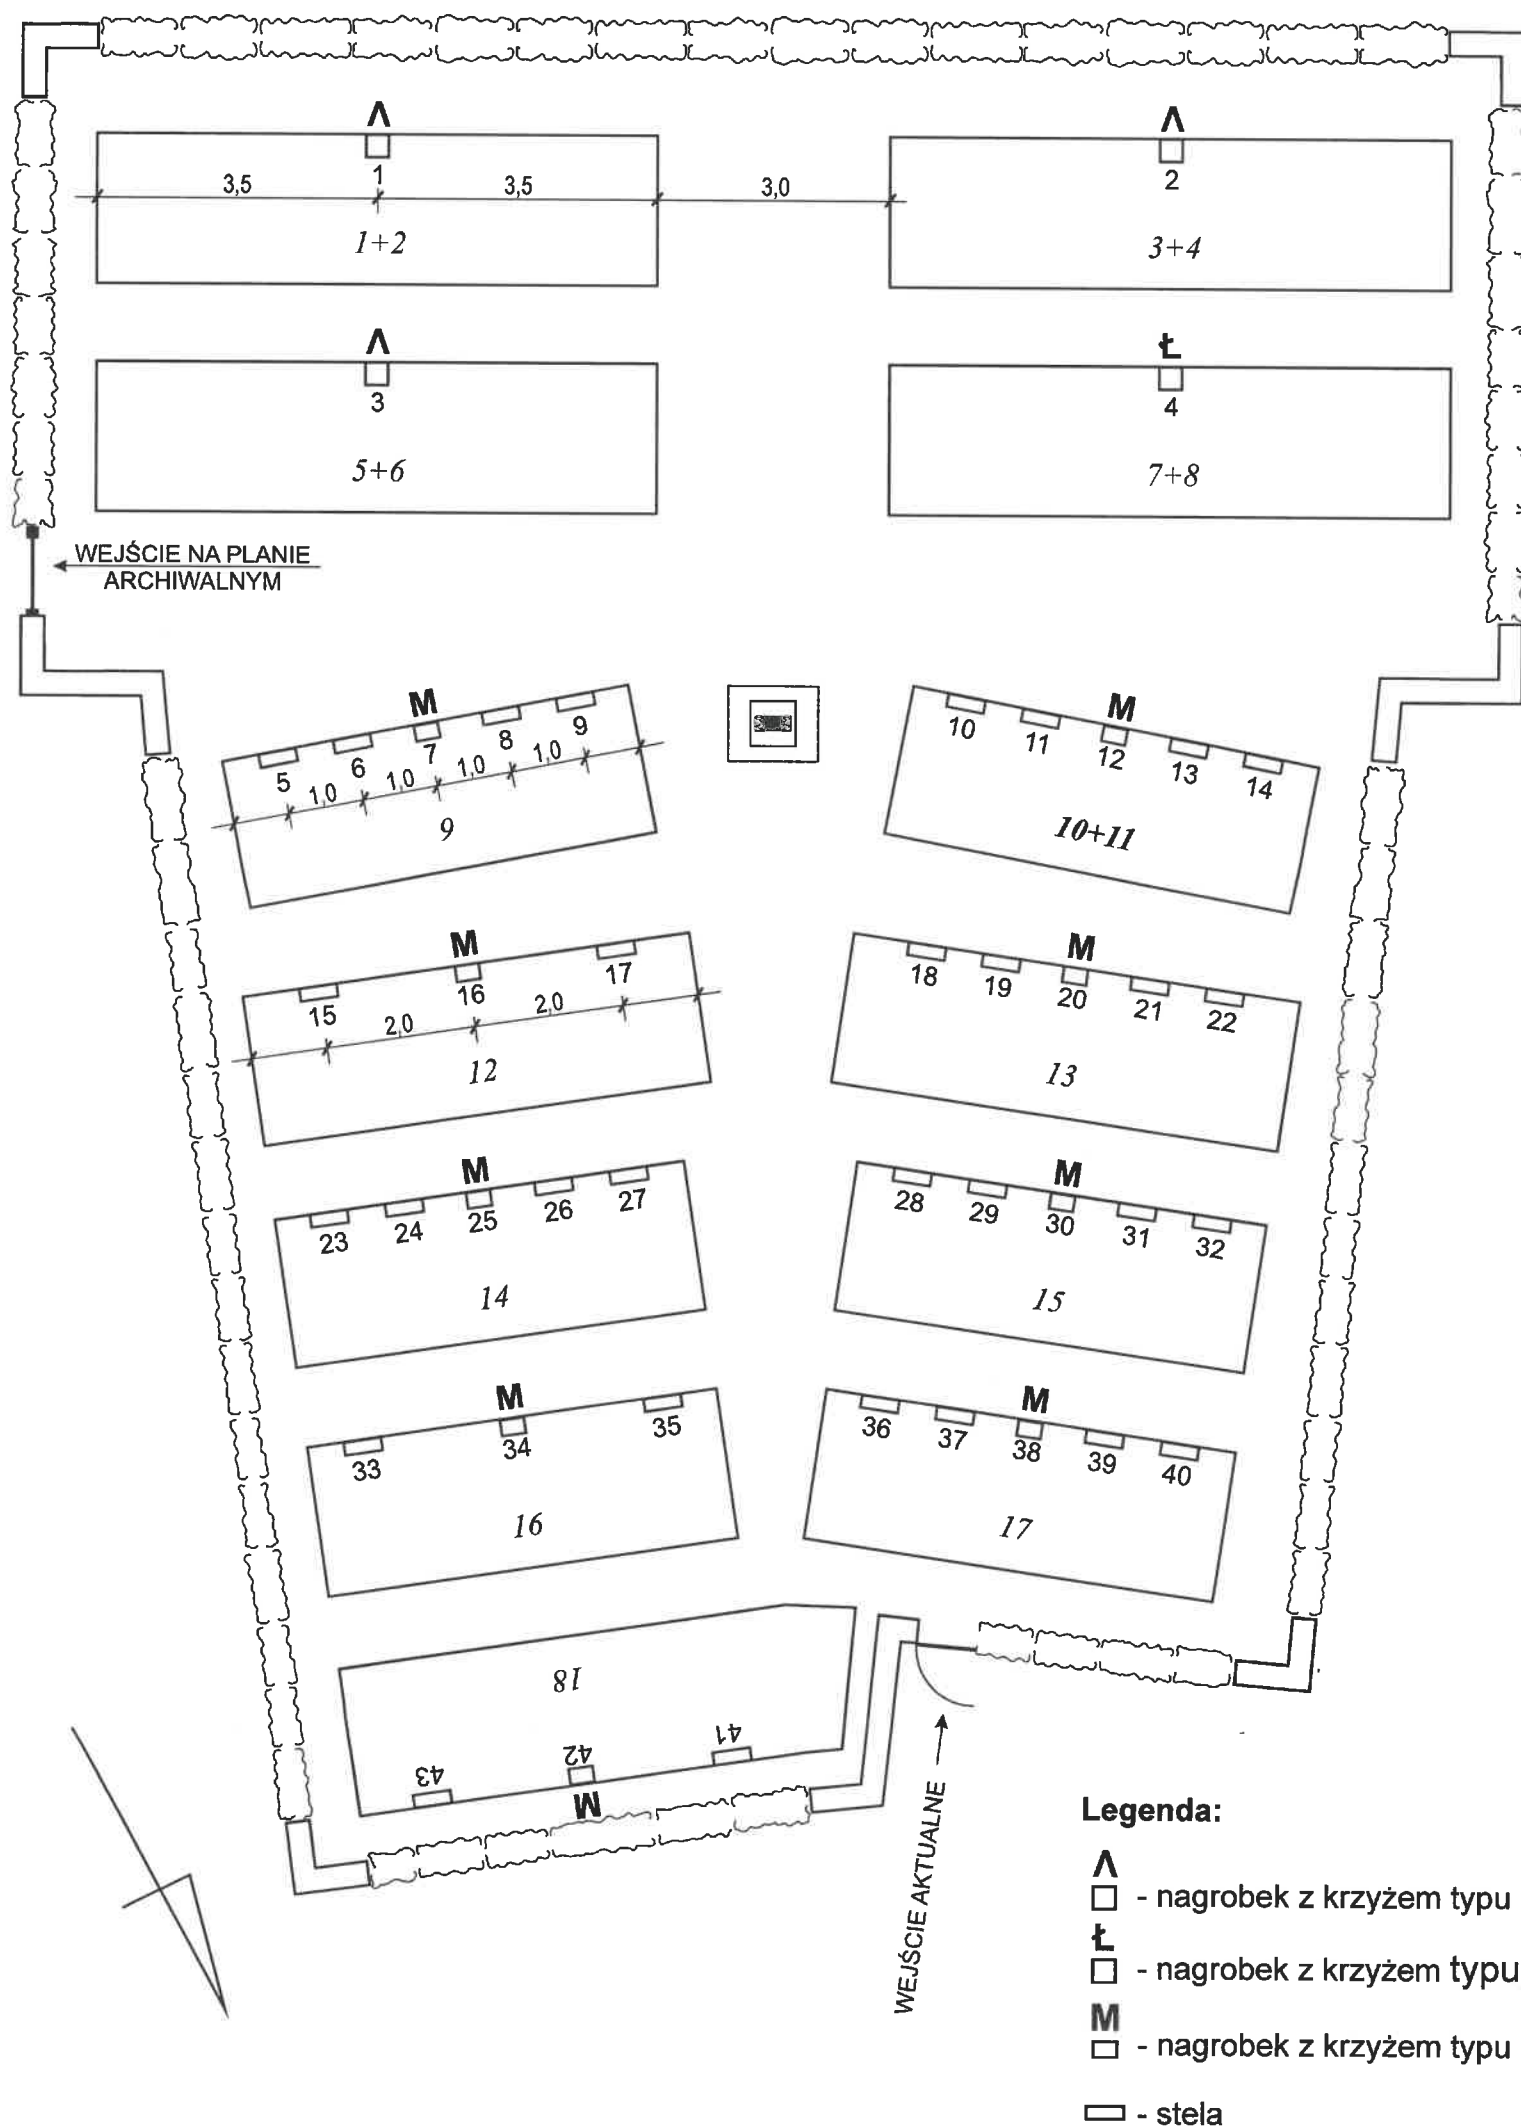 Λ
Λ
1
2
3,5
3,5
3,0
1+2
3+4
Λ
Ł
3
4
5+6
7+8
WEJŚCIE NA PLANIE
ARCHIWALNYM
M
5 6 7 8 9
1,0 1,0 1,0 1,0
9
M
10 11 12 13 14
10+11
M
15 16 17
2,0 2,0
12
M
18 19 20 21 22
13
M
23 24 25 26 27
14
M
28 29 30 31 32
15
M
33 34 35
16
M
36 37 38 39 40
17
18
43 42 41
M
WEJŚCIE AKTUALNE
Legenda:
Λ
- nagrobek z krzyżem typu
Ł
- nagrobek z krzyżem typu
M
- nagrobek z krzyżem typu
- stela